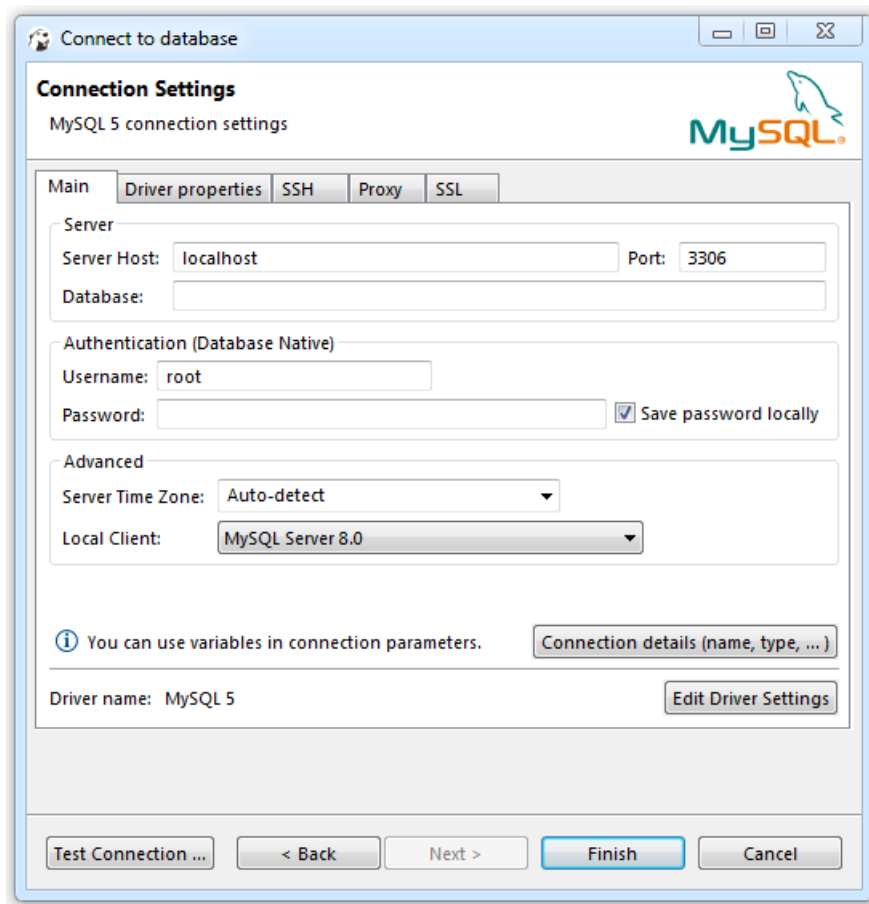 Connect to database
Connection Settings
MySQL 5 connection settings
MySQL®
Main Driver properties SSH Proxy SSL
Server
Server Host: localhost Port: 3306
Database:
Authentication (Database Native)
Username: root
Password: Save password locally
Advanced
Server Time Zone: Auto-detect
Local Client: MySQL Server 8.0
You can use variables in connection parameters. Connection details (name, type, ... )
Driver name: MySQL 5 Edit Driver Settings
Test Connection ... < Back Next > Finish Cancel